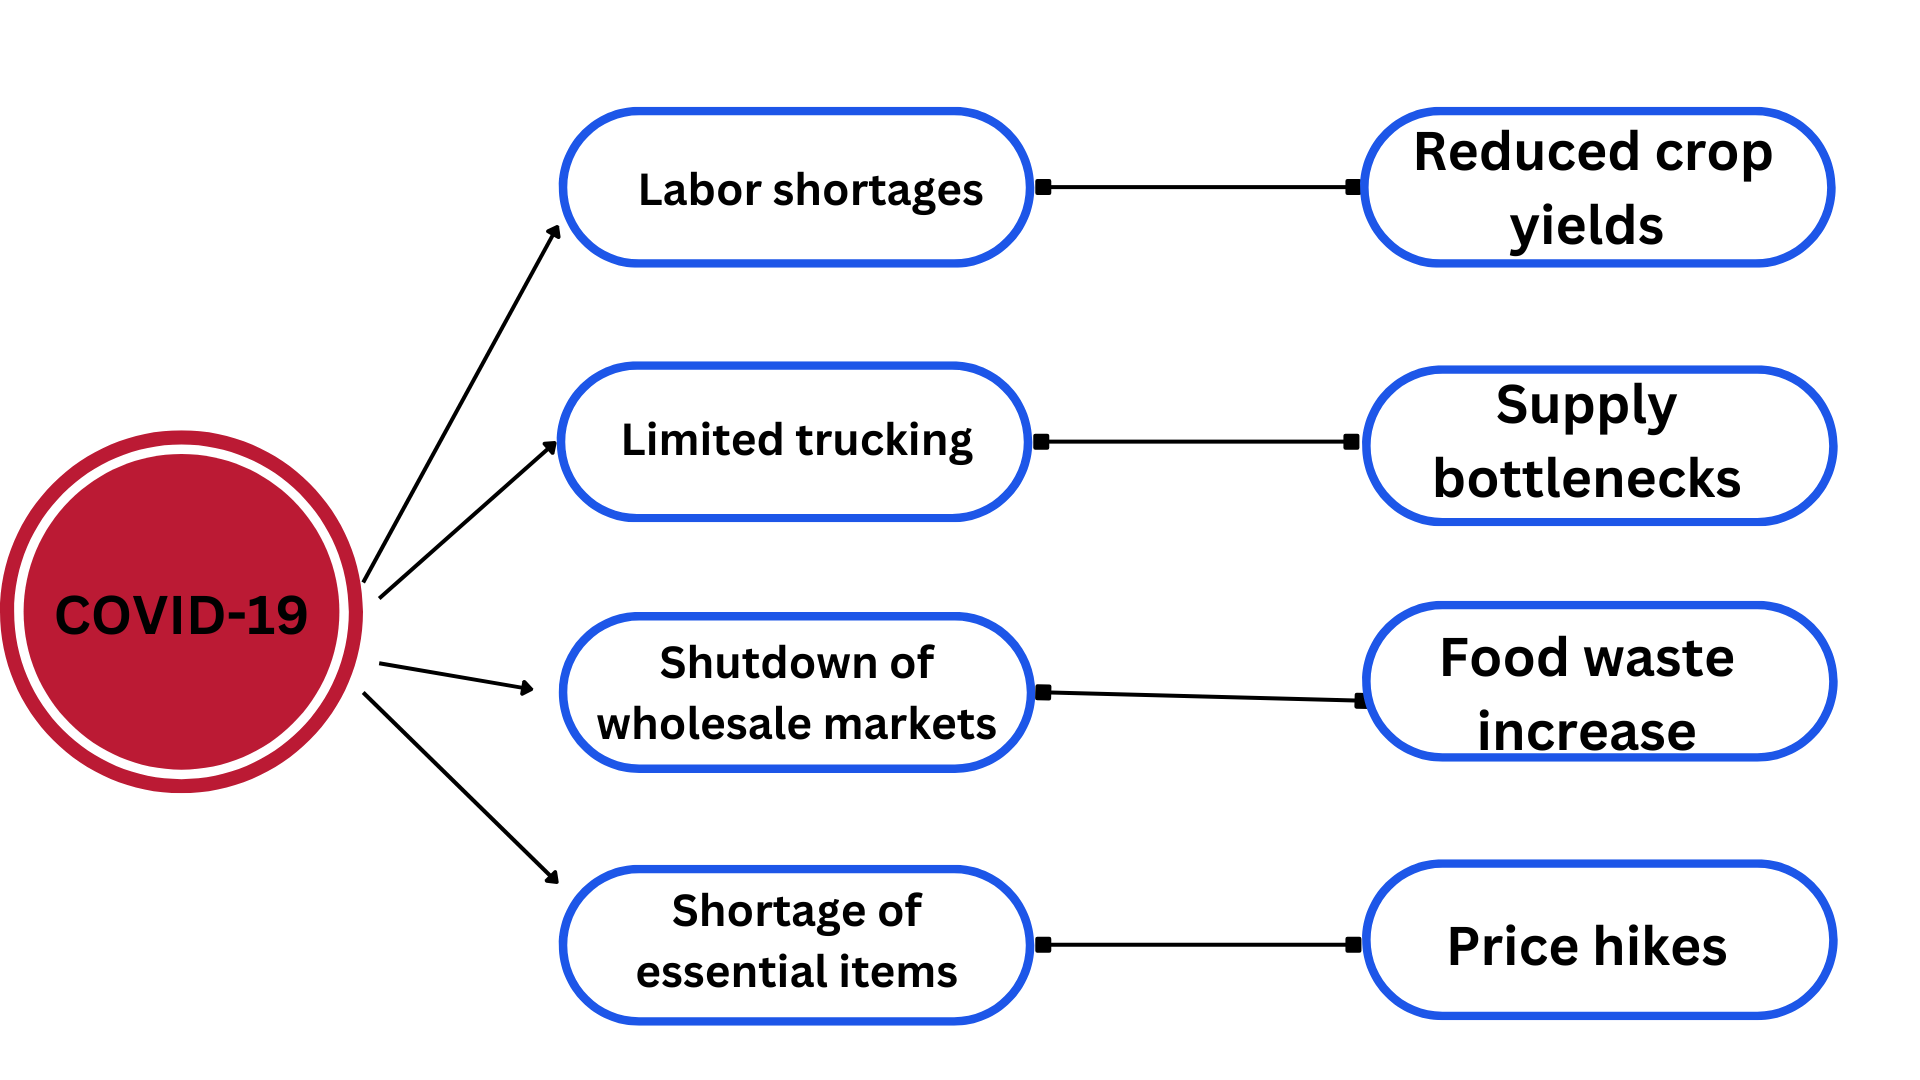 COVID-19
Labor shortages
Reduced crop
yields
Limited trucking
Supply
bottlenecks
Shutdown of
wholesale markets
Food waste
increase
Shortage of
essential items
Price hikes